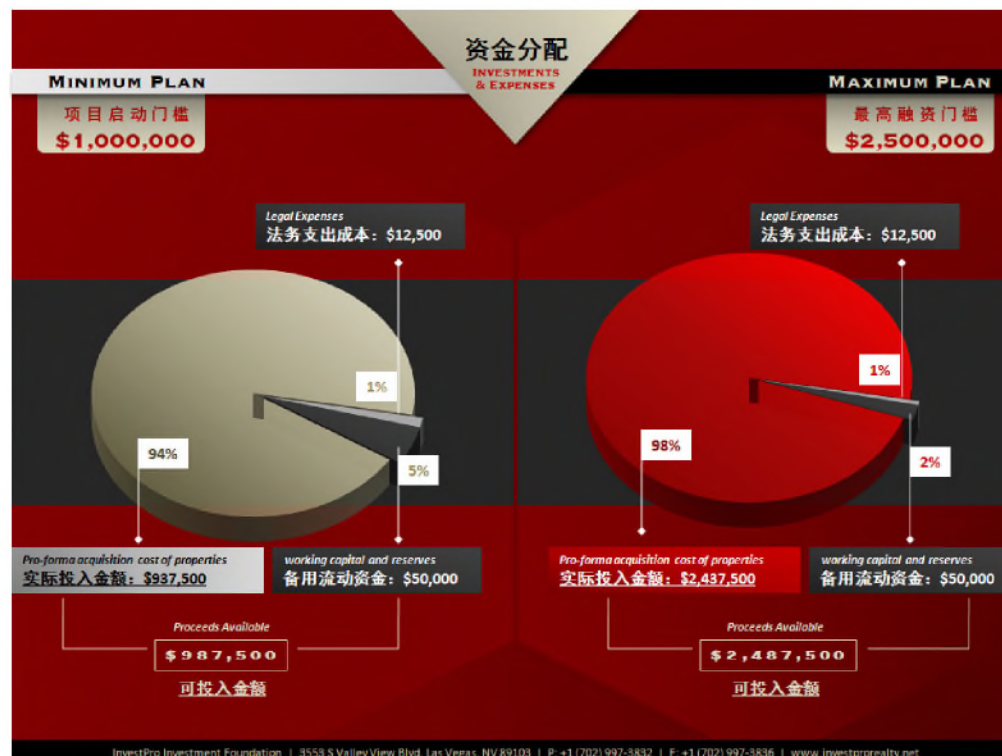 资金分配
INVESTMENTS
& EXPENSES
MINIMUM PLAN
项目启动门槛
$1,000,000
MAXIMUM PLAN
最高融资门槛
$2,500,000
Legal Expenses
法务支出成本：$12,500
1%
94%
5%
Pro-forma acquisition cost of properties
实际投入金额：$937,500
working capital and reserves
备用流动资金：$50,000
Proceeds Available
$987,500
可投入金额
Legal Expenses
法务支出成本：$12,500
1%
98%
2%
Pro-forma acquisition cost of properties
实际投入金额：$2,437,500
working capital and reserves
备用流动资金：$50,000
Proceeds Available
$2,487,500
可投入金额
InvestPro Investment Foundation | 3553 S Valley View Blvd, Las Vegas, NV 89103 | P: +1 (702) 997-3832 | F: +1 (702) 997-3836 | www.investprorealty.net